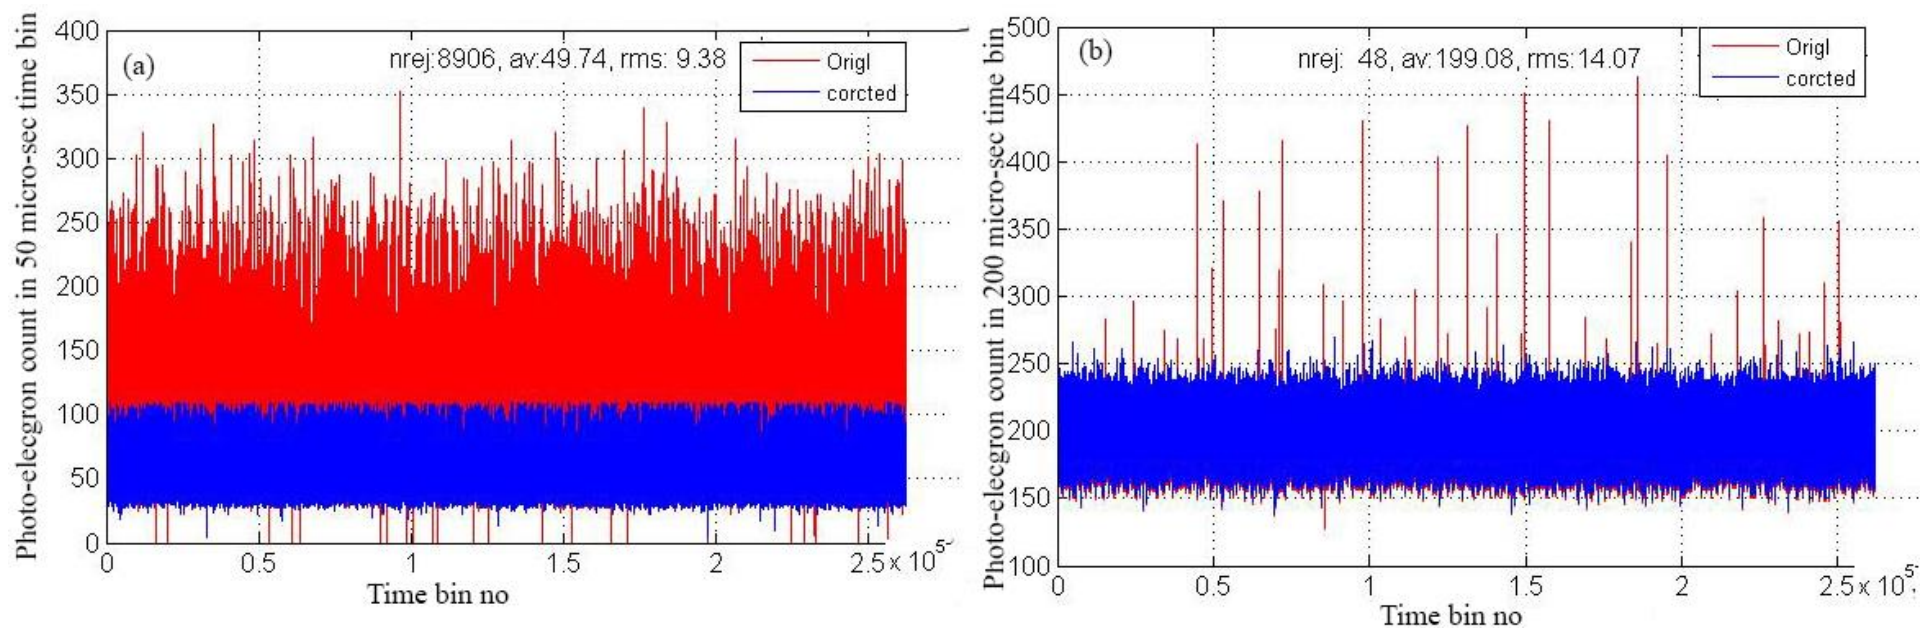 Photo-elecgron count in 50 micro-sec time bin
(a)
nrej:8906, av:49.74, rms: 9.38
Origl
corcted
400
350
300
250
200
150
100
50
0
0 0.5 1 1.5 2 2.5 x 10^5
Time bin no
Photo-elecgron count in 200 micro-sec time bin
(b)
nrej: 48, av:199.08, rms:14.07
Origl
corcted
500
450
400
350
300
250
200
150
100
0 0.5 1 1.5 2 2.5 x 10^5
Time bin no